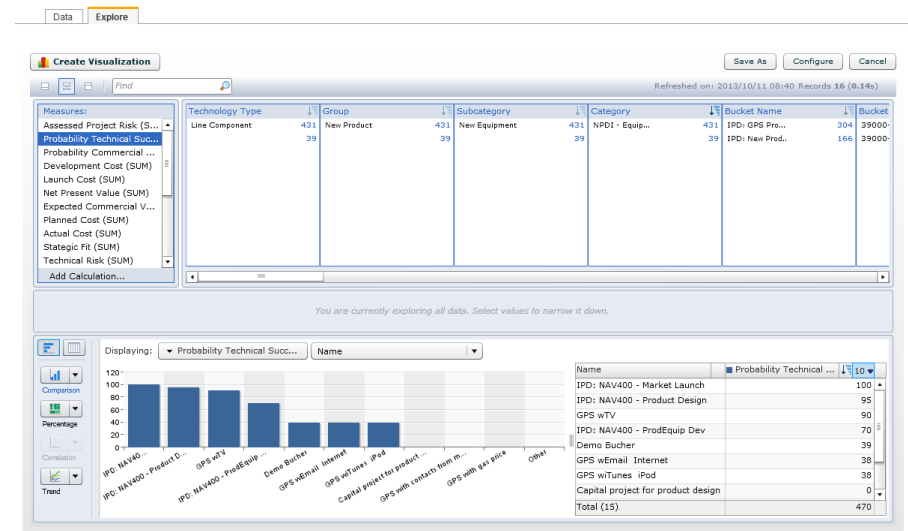 Data Explore
Create Visualization Save As Configure Cancel
Find Refreshed on: 2013/10/11 08:40 Records 16 (0.14s)
Measures: Technology Type Group Subcategory Category Bucket Name Bucket
Assessed Project Risk (S... Line Component 431 New Product 431 New Equipment 431 NPDI - Equip... 431 IPD: GPS Pro... 304 39000-
Probability Technical Suc... 39 39 39 39 IPD: New Prod.. 166 39000-
Probability Commercial ...
Development Cost (SUM)
Launch Cost (SUM)
Net Present Value (SUM)
Expected Commercial V...
Planned Cost (SUM)
Actual Cost (SUM)
Stategic Fit (SUM)
Technical Risk (SUM)
Add Calculation...
You are currently exploring all data. Select values to narrow it down.
Displaying: Probability Technical Succ... Name
Comparison
Percentage
Correlation
Trend
120
100
80
60
40
20
0
IPD: NAV40...
IPD: NAV400 - Product D...
GPS wTV
IPD: NAV400 - ProdEquip ...
Demo Bucher
GPS wEmail Internet
GPS wiTunes iPod
Capital project for product ...
GPS with contacts from m...
GPS with gas price
Other
Name Probability Technical ... 10
IPD: NAV400 - Market Launch 100
IPD: NAV400 - Product Design 95
GPS wTV 90
IPD: NAV400 - ProdEquip Dev 70
Demo Bucher 39
GPS wEmail Internet 38
GPS wiTunes iPod 38
Capital project for product design 0
Total (15) 470